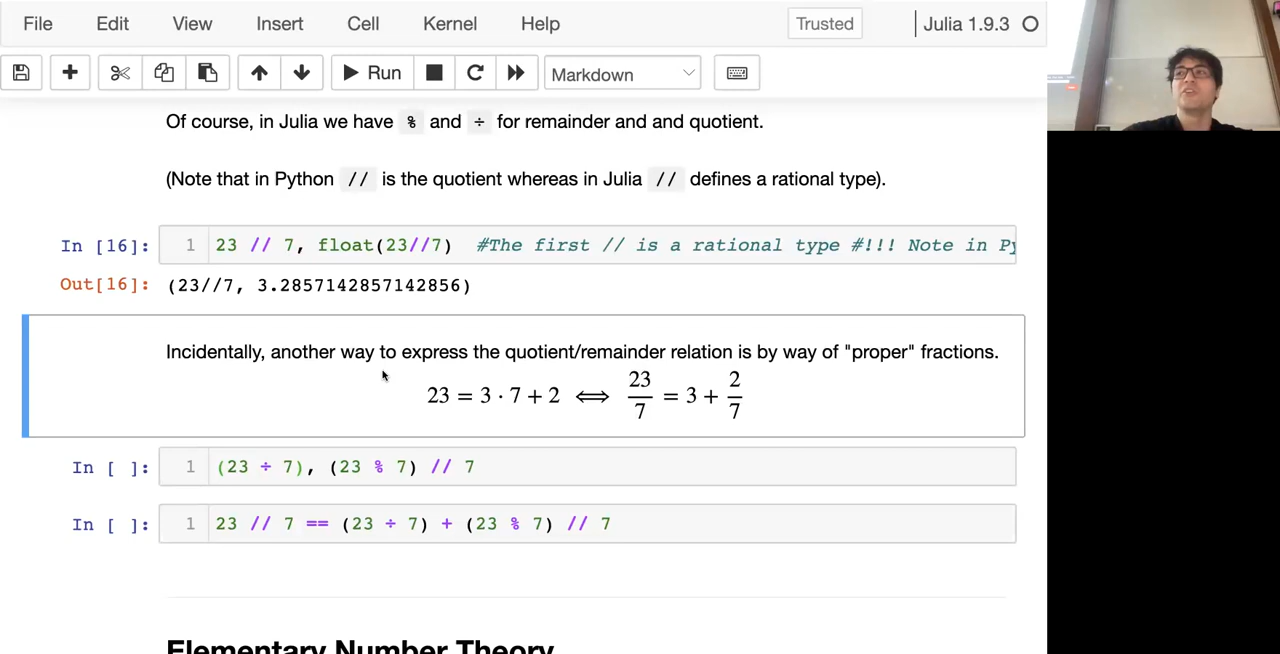 File Edit View Insert Cell Kernel Help Trusted Julia 1.9.3
Run Markdown
Of course, in Julia we have % and ÷ for remainder and and quotient.
(Note that in Python // is the quotient whereas in Julia // defines a rational type).
In [16]: 1 23 // 7, float(23//7) #The first // is a rational type #!!! Note in Py
Out[16]: (23//7, 3.2857142857142856)
Incidentally, another way to express the quotient/remainder relation is by way of "proper" fractions.
23 = 3 · 7 + 2 ⟺ 23/7 = 3 + 2/7
In [ ]: 1 (23 ÷ 7), (23 % 7) // 7
In [ ]: 1 23 // 7 == (23 ÷ 7) + (23 % 7) // 7
Elementary Number Theory